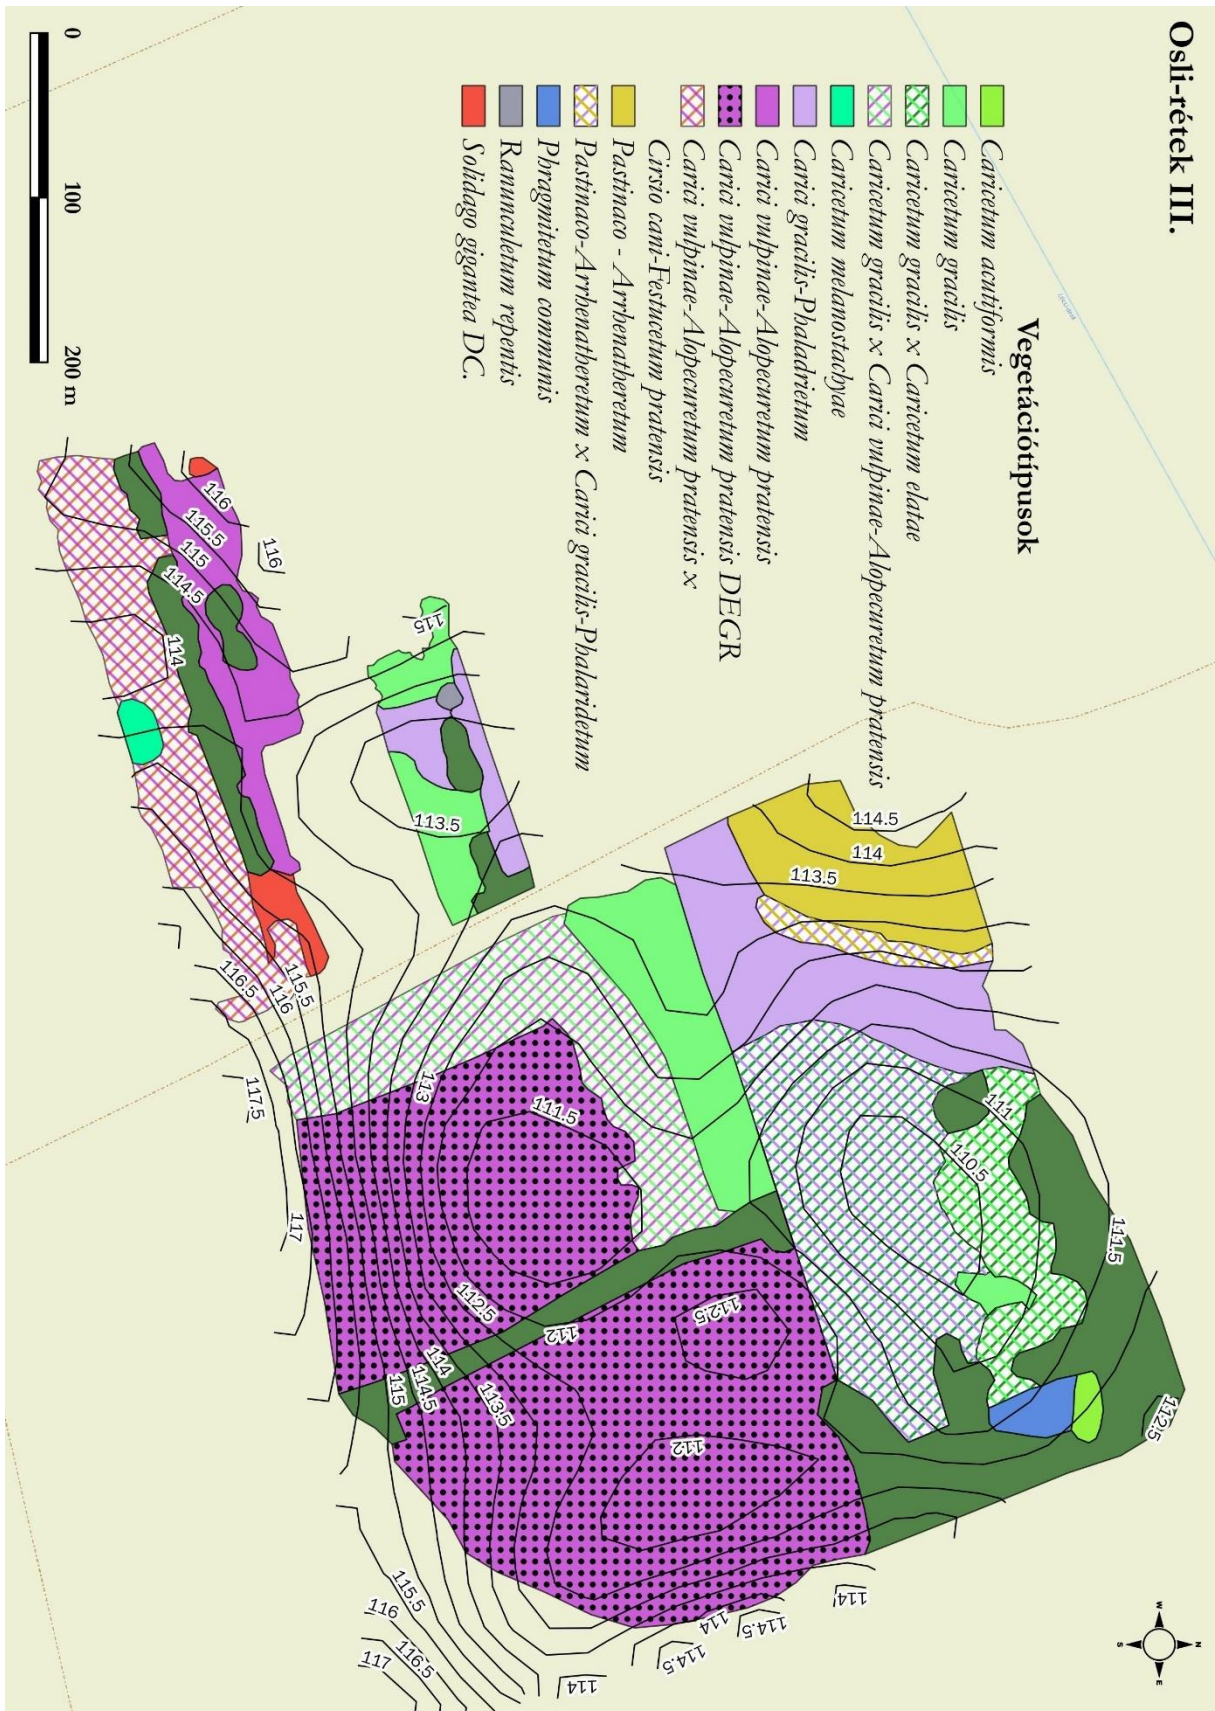 Osli-rétek III.
Vegetációtípusok
Caricetum acutiformis
Caricetum gracilis
Caricetum gracilis x Caricetum elatae
Caricetum gracilis x Carici vulpinae-Alopecuretum pratensis
Caricetum melanostachyae
Carici gracilis-Phaladrietum
Carici vulpinae-Alopecuretum pratensis
Carici vulpinae-Alopecuretum pratensis DEGR
Carici vulpinae-Alopecuretum pratensis x
Cirsio cani-Festucetum pratensis
Pastinaco - Arrhenatheretum
Pastinaco-Arrhenatheretum x Carici gracilis-Phalaridetum
Phragmitetum communis
Ranunculetum repentis
Solidago gigantea DC.
0 100 200 m
N
W
E
S
114.5
114
113.5
111
110.5
111.5
112.5
115
113.5
116
116
115.5
115
114.5
114
116.5
116
115.5
117.5
117
113
111.5
112.5
112
112.5
114
114.5
115
113.5
112
114
114.5
114
114.5
114
115.5
116
116.5
117